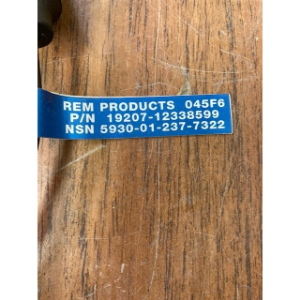 REM PRODUCTS 045F6
P/N 19207-12338599
NSN 5930-01-237-7322